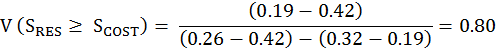 V (S_RES ≥ S_COST) = (0.19 − 0.42) / ((0.26 − 0.42) − (0.32 − 0.19)) = 0.80